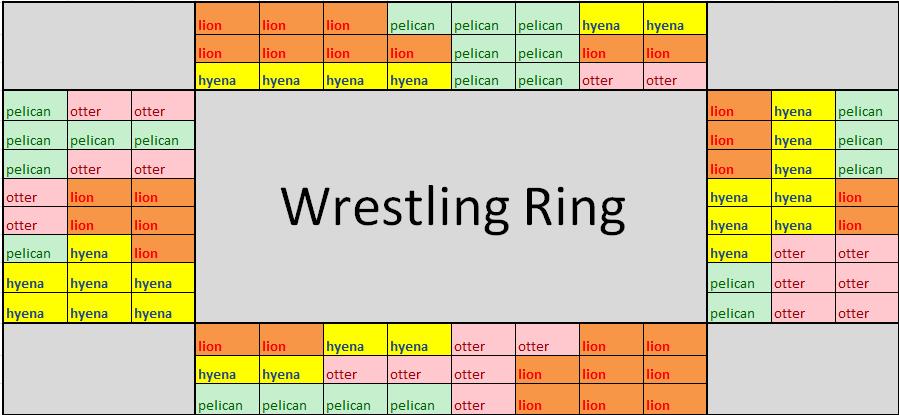 lion lion lion pelican pelican pelican hyena hyena
lion lion lion lion pelican pelican lion lion
hyena hyena hyena hyena pelican pelican otter otter
pelican otter otter lion hyena pelican
pelican pelican pelican lion hyena pelican
pelican otter otter lion hyena pelican
otter lion lion hyena hyena lion
Wrestling Ring
otter lion lion hyena hyena lion
pelican hyena lion hyena otter otter
hyena hyena hyena pelican otter otter
hyena hyena hyena pelican otter otter
lion lion hyena hyena otter otter lion lion
hyena hyena otter otter otter lion lion lion
pelican pelican pelican pelican otter lion lion lion